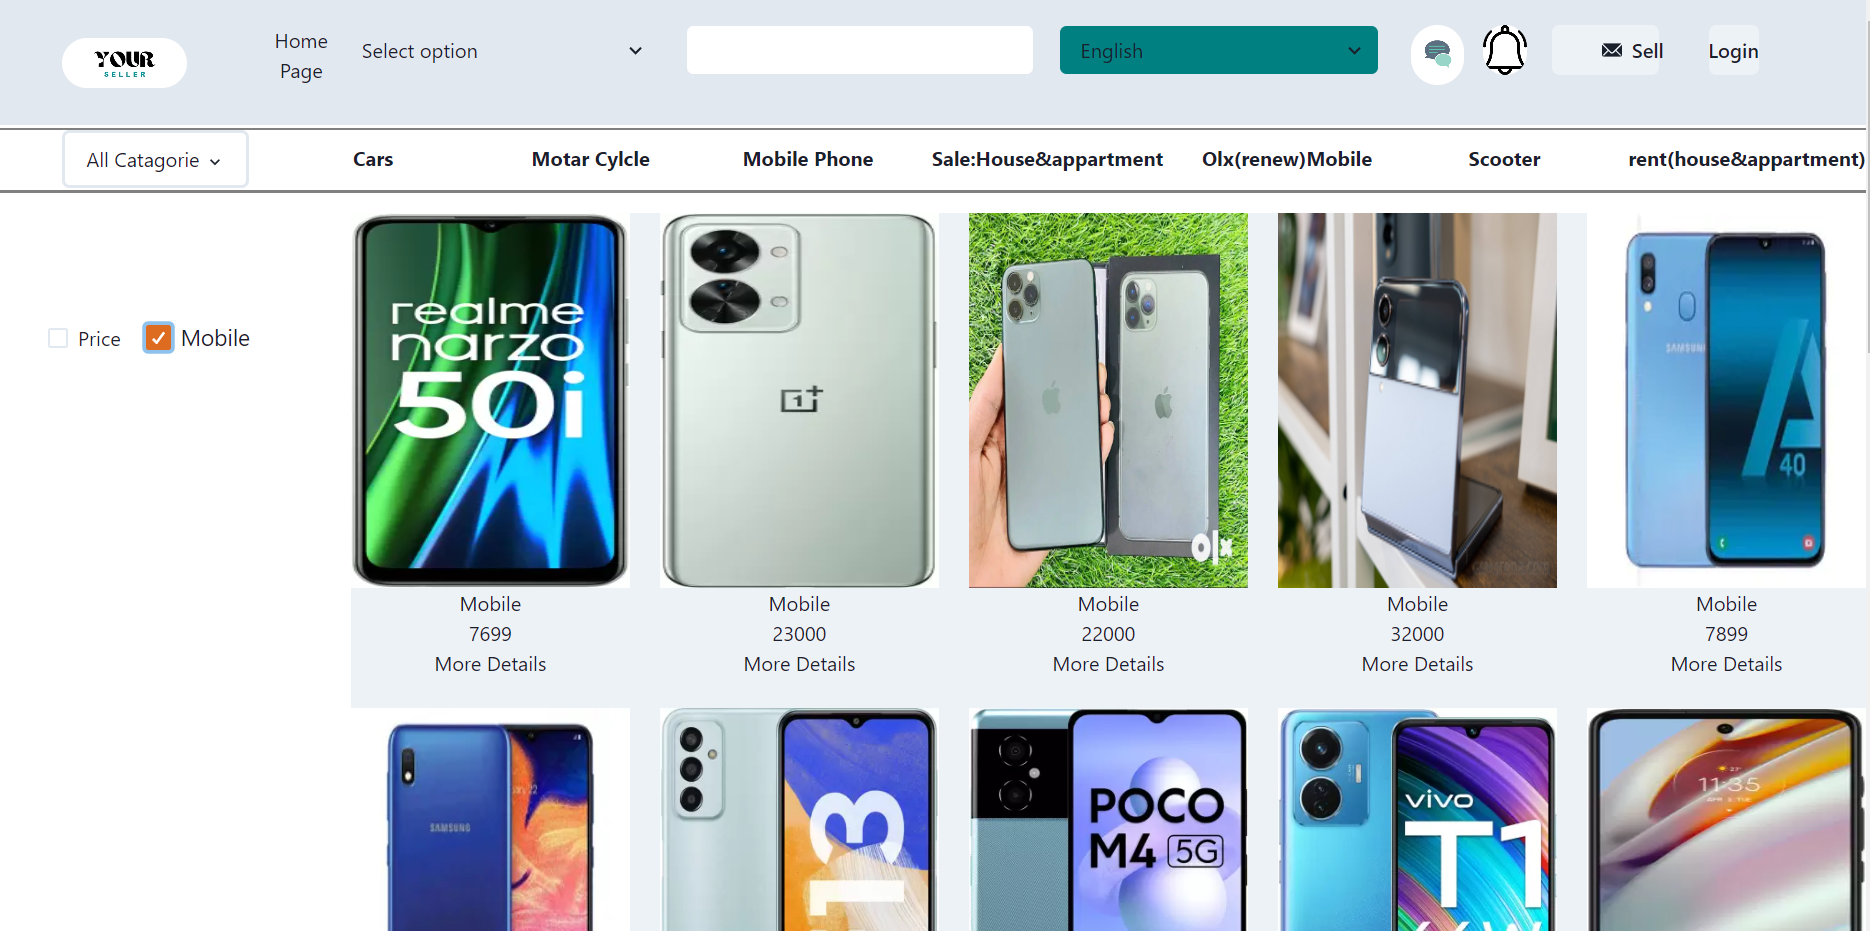 YOUR
SELLER
Home
Page
Select option
English
Sell
Login
All Catagorie
Cars
Motar Cylcle
Mobile Phone
Sale:House&appartment
Olx(renew)Mobile
Scooter
rent(house&appartment)
Price
Mobile
realme
narzo
50i
1+
olx
SAMSUNG
A
40
Mobile
7699
More Details
Mobile
23000
More Details
Mobile
22000
More Details
Mobile
32000
More Details
Mobile
7899
More Details
SAMSUNG
13
POCO
M4 5G
vivo
T1
11:35